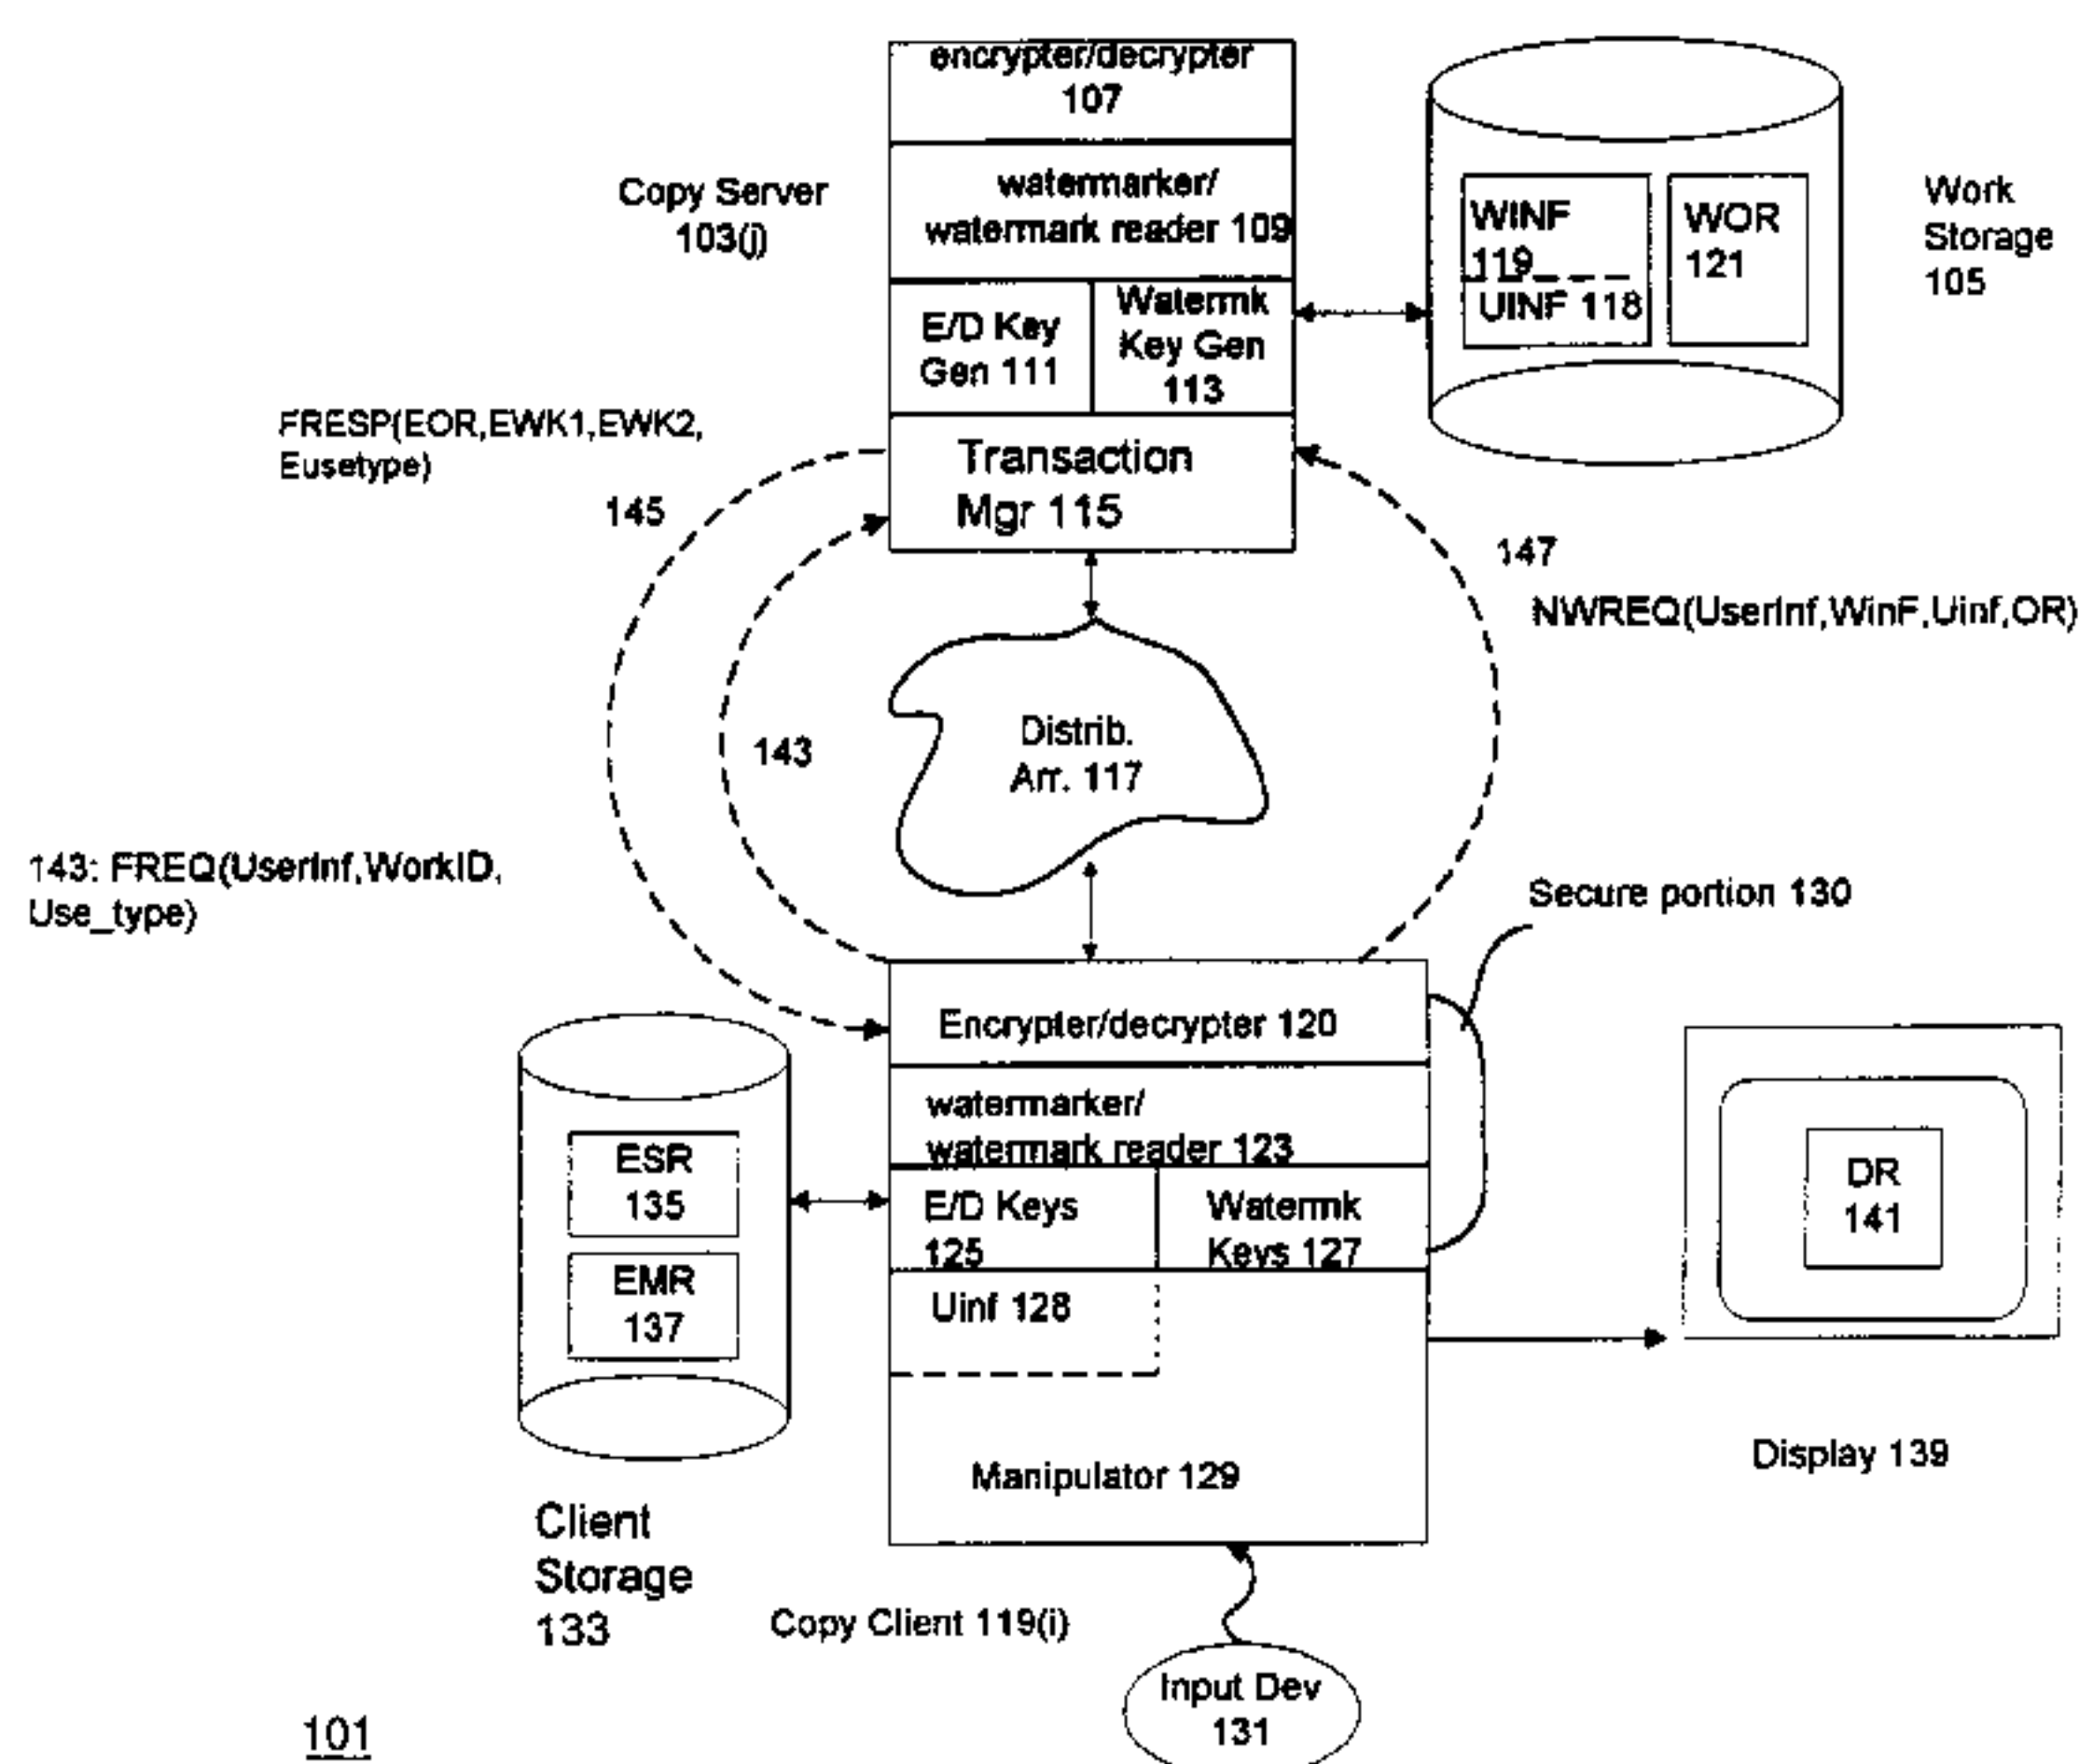 encrypter/decrypter
107
Copy Server
103(j)
watermarker/
watermark reader 109
E/D Key
Gen 111
Watermk
Key Gen
113
Transaction
Mgr 115
WINF
119
UINF 118
WOR
121
Work
Storage
105
FRESP(EOR,EWK1,EWK2,
Eusetype)
145
143
147
NWREQ(UserInf,WinF,Uinf,OR)
Distrib.
Arr. 117
143: FREQ(UserInf,WorkID,
Use_type)
Secure portion 130
Encrypter/decrypter 120
watermarker/
watermark reader 123
E/D Keys
125
Watermk
Keys 127
Uinf 128
Manipulator 129
ESR
135
EMR
137
Client
Storage
133
DR
141
Display 139
Copy Client 119(i)
Input Dev
131
101